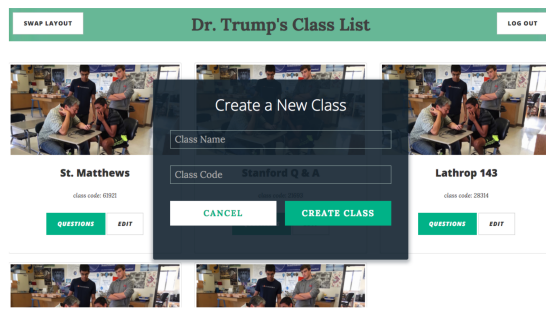 SWAP LAYOUT
Dr. Trump's Class List
LOG OUT
Create a New Class
Class Name
Class Code
CANCEL
CREATE CLASS
St. Matthews
class code: 61921
QUESTIONS
EDIT
Stanford Q & A
Lathrop 143
class code: 28314
QUESTIONS
EDIT